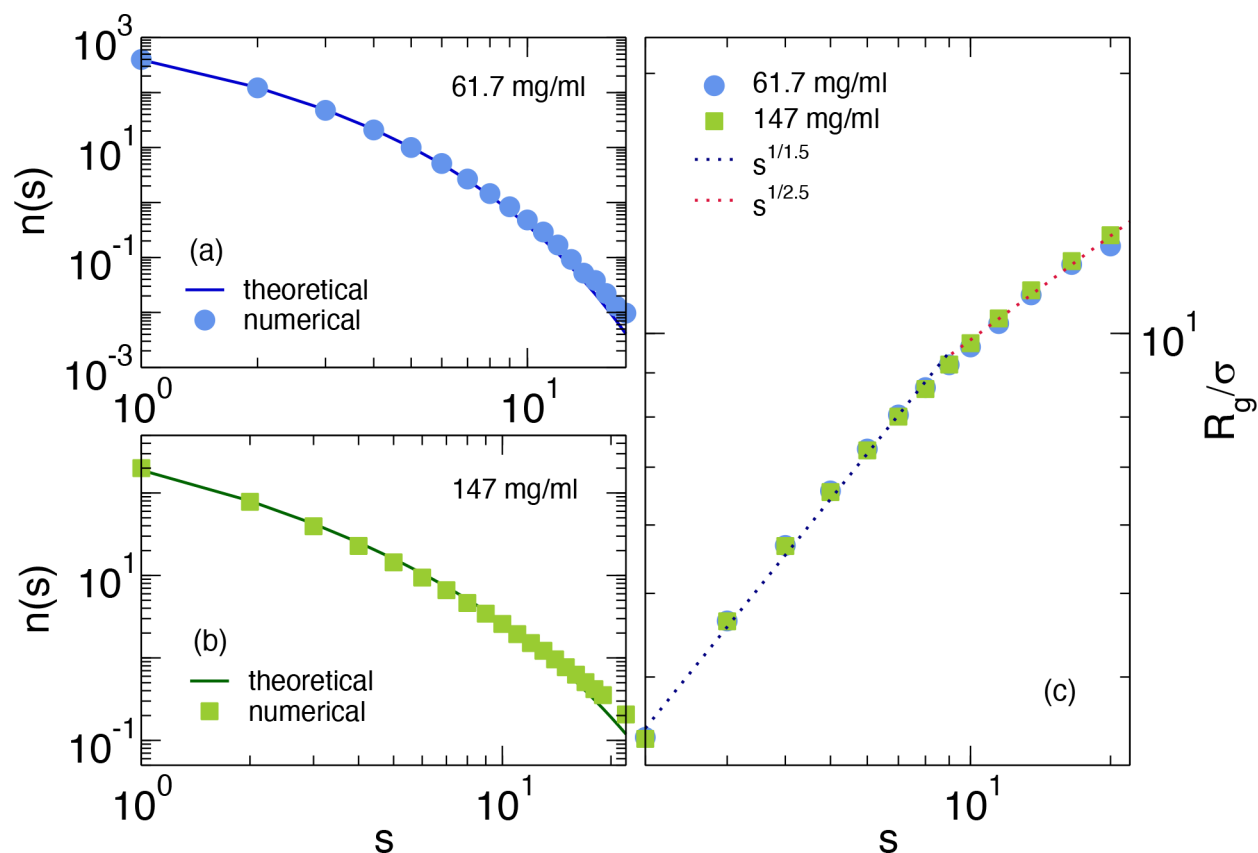 10³
10¹
10⁻¹
10⁻³
n(s)
61.7 mg/ml
(a)
theoretical
numerical
10⁰
10¹
10¹
10⁻¹
n(s)
147 mg/ml
(b)
theoretical
numerical
10⁰
10¹
s
61.7 mg/ml
147 mg/ml
s^1/1.5
s^1/2.5
10¹
R_g/σ
(c)
10¹
s